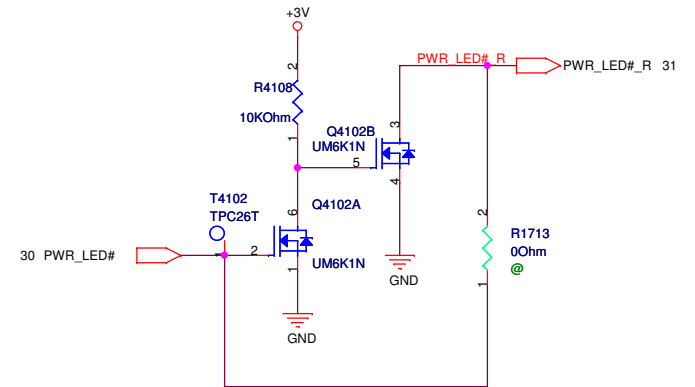 +3V
PWR_LED#_R
PWR_LED#_R 31
2
R4108
10KOhm
1
Q4102B
UM6K1N
3
5
4
T4102
TPC26T
6
Q4102A
2
R1713
0Ohm
@
30 PWR_LED#
1
2
UM6K1N
1
1
GND
GND